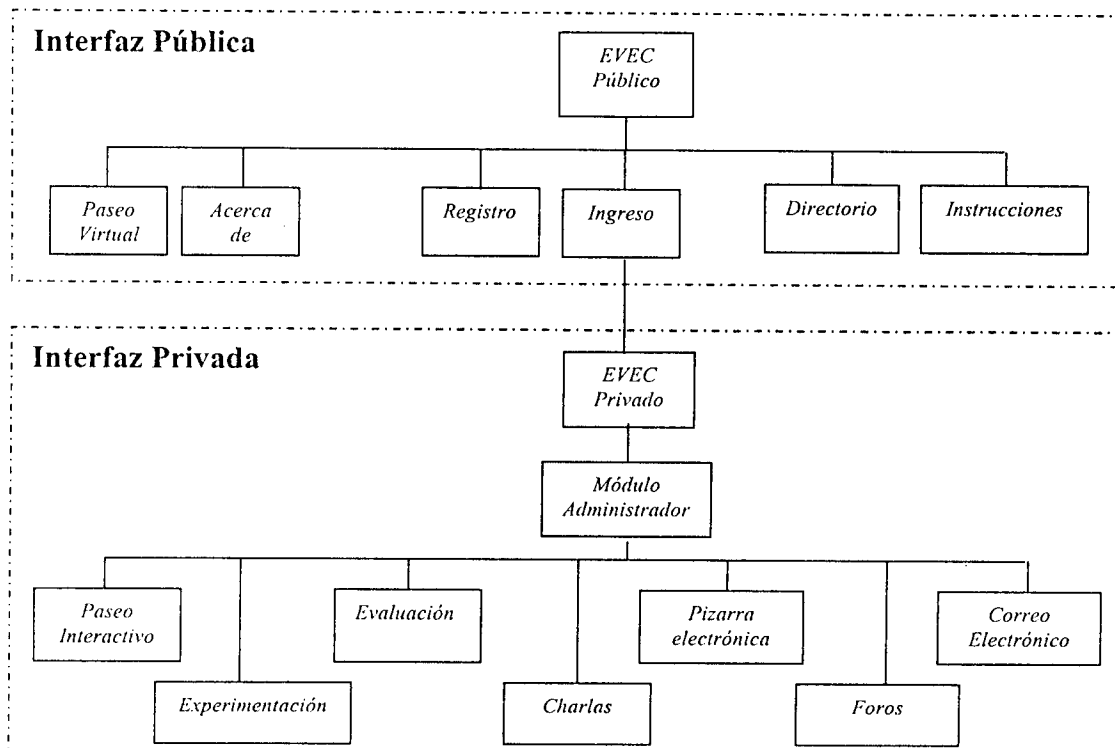 Interfaz Pública
EVEC
Público
Paseo
Virtual
Acerca
de
Registro
Ingreso
Directorio
Instrucciones
Interfaz Privada
EVEC
Privado
Módulo
Administrador
Paseo
Interactivo
Evaluación
Pizarra
electrónica
Correo
Electrónico
Experimentación
Charlas
Foros